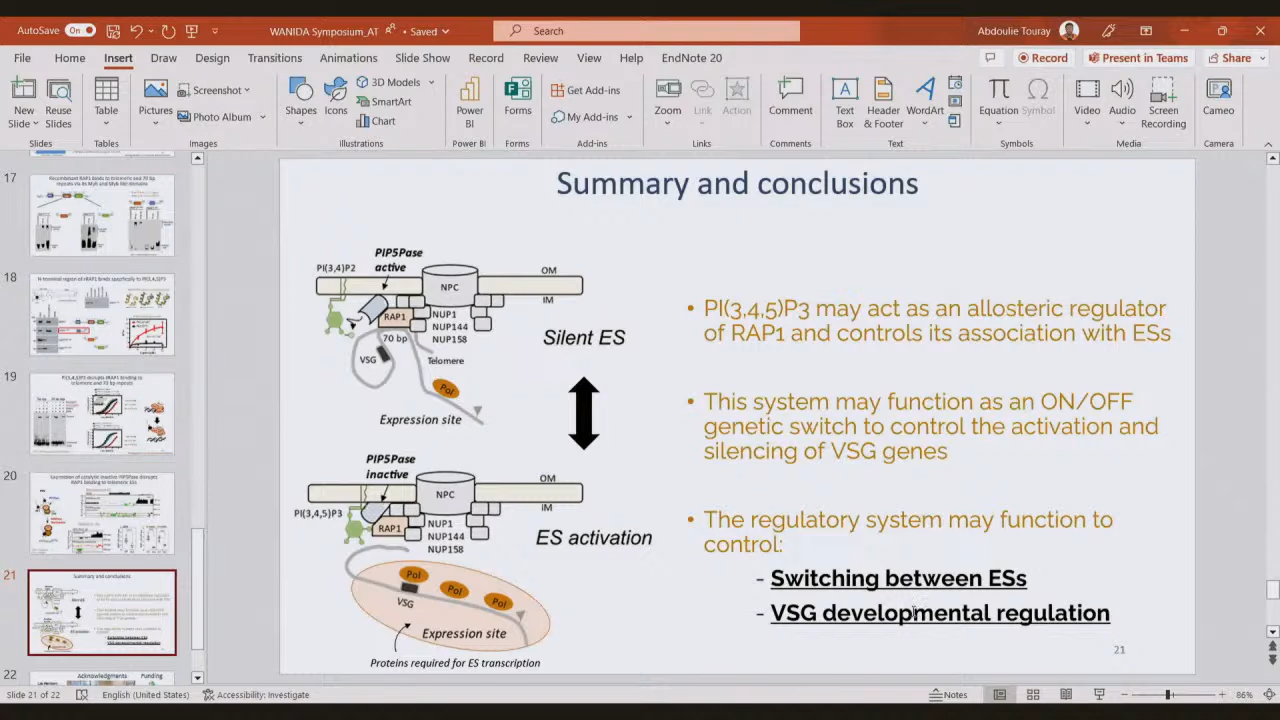 AutoSave On
WANIDA Symposium_AT • Saved
Search
Abdoulie Touray
File Home Insert Draw Design Transitions Animations Slide Show Record Review View Help EndNote 20
Record Present in Teams Share
New Slide
Reuse Slides
Table
Pictures
Screenshot
Photo Album
Shapes
Icons
3D Models
SmartArt
Chart
Power BI
Forms
Get Add-ins
My Add-ins
Zoom
Link
Action
Comment
Text Box
Header & Footer
WordArt
Equation
Symbol
Video
Audio
Screen Recording
Cameo
Slides Tables Images Illustrations Power BI Forms Add-ins Links Comments Text Symbols Media Camera
17
18
19
20
21
Summary and conclusions
22
Acknowledgments Funding
Summary and conclusions
PIP5Pase
active
PI(3,4)P2
OM
NPC
IM
RAP1
NUP1
NUP144
NUP158
70 bp
VSG
Telomere
Pol
Expression site
Silent ES
PIP5Pase
inactive
OM
NPC
IM
PI(3,4,5)P3
RAP1
NUP1
NUP144
NUP158
ES activation
Pol
Pol
Pol
VSG
Expression site
Proteins required for ES transcription
• PI(3,4,5)P3 may act as an allosteric regulator
of RAP1 and controls its association with ESs
• This system may function as an ON/OFF
genetic switch to control the activation and
silencing of VSG genes
• The regulatory system may function to
control:
- Switching between ESs
- VSG developmental regulation
21
Slide 21 of 22 English (United States) Accessibility: Investigate Notes 86%